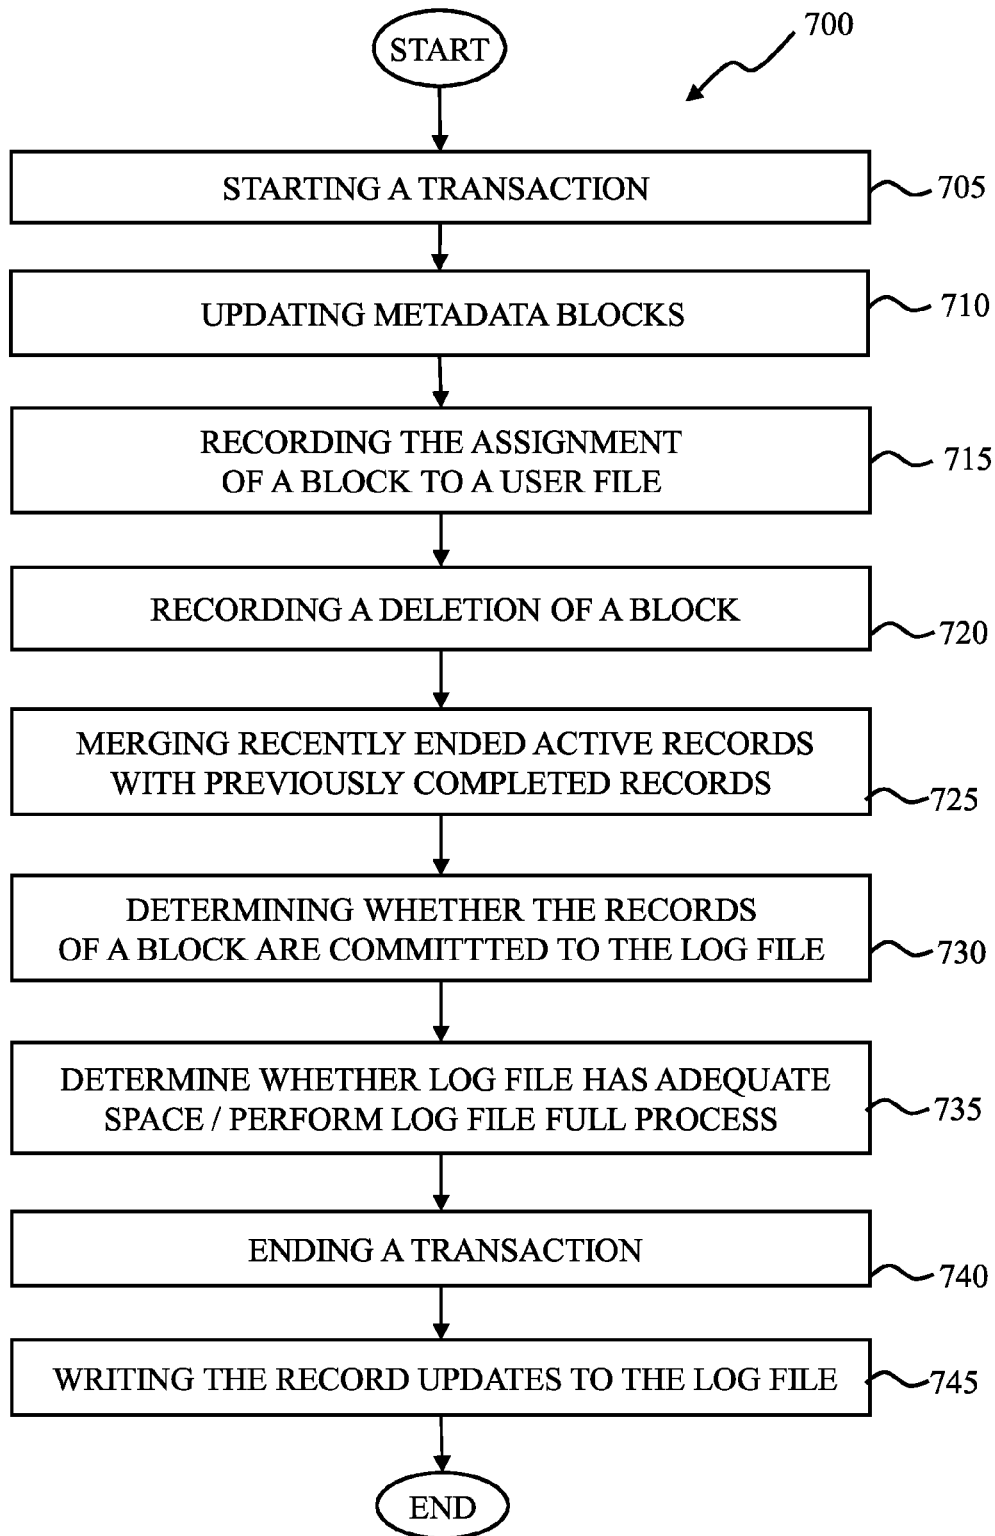 START
700
STARTING A TRANSACTION
705
UPDATING METADATA BLOCKS
710
RECORDING THE ASSIGNMENT
OF A BLOCK TO A USER FILE
715
RECORDING A DELETION OF A BLOCK
720
MERGING RECENTLY ENDED ACTIVE RECORDS
WITH PREVIOUSLY COMPLETED RECORDS
725
DETERMINING WHETHER THE RECORDS
OF A BLOCK ARE COMMITTTED TO THE LOG FILE
730
DETERMINE WHETHER LOG FILE HAS ADEQUATE
SPACE / PERFORM LOG FILE FULL PROCESS
735
ENDING A TRANSACTION
740
WRITING THE RECORD UPDATES TO THE LOG FILE
745
END